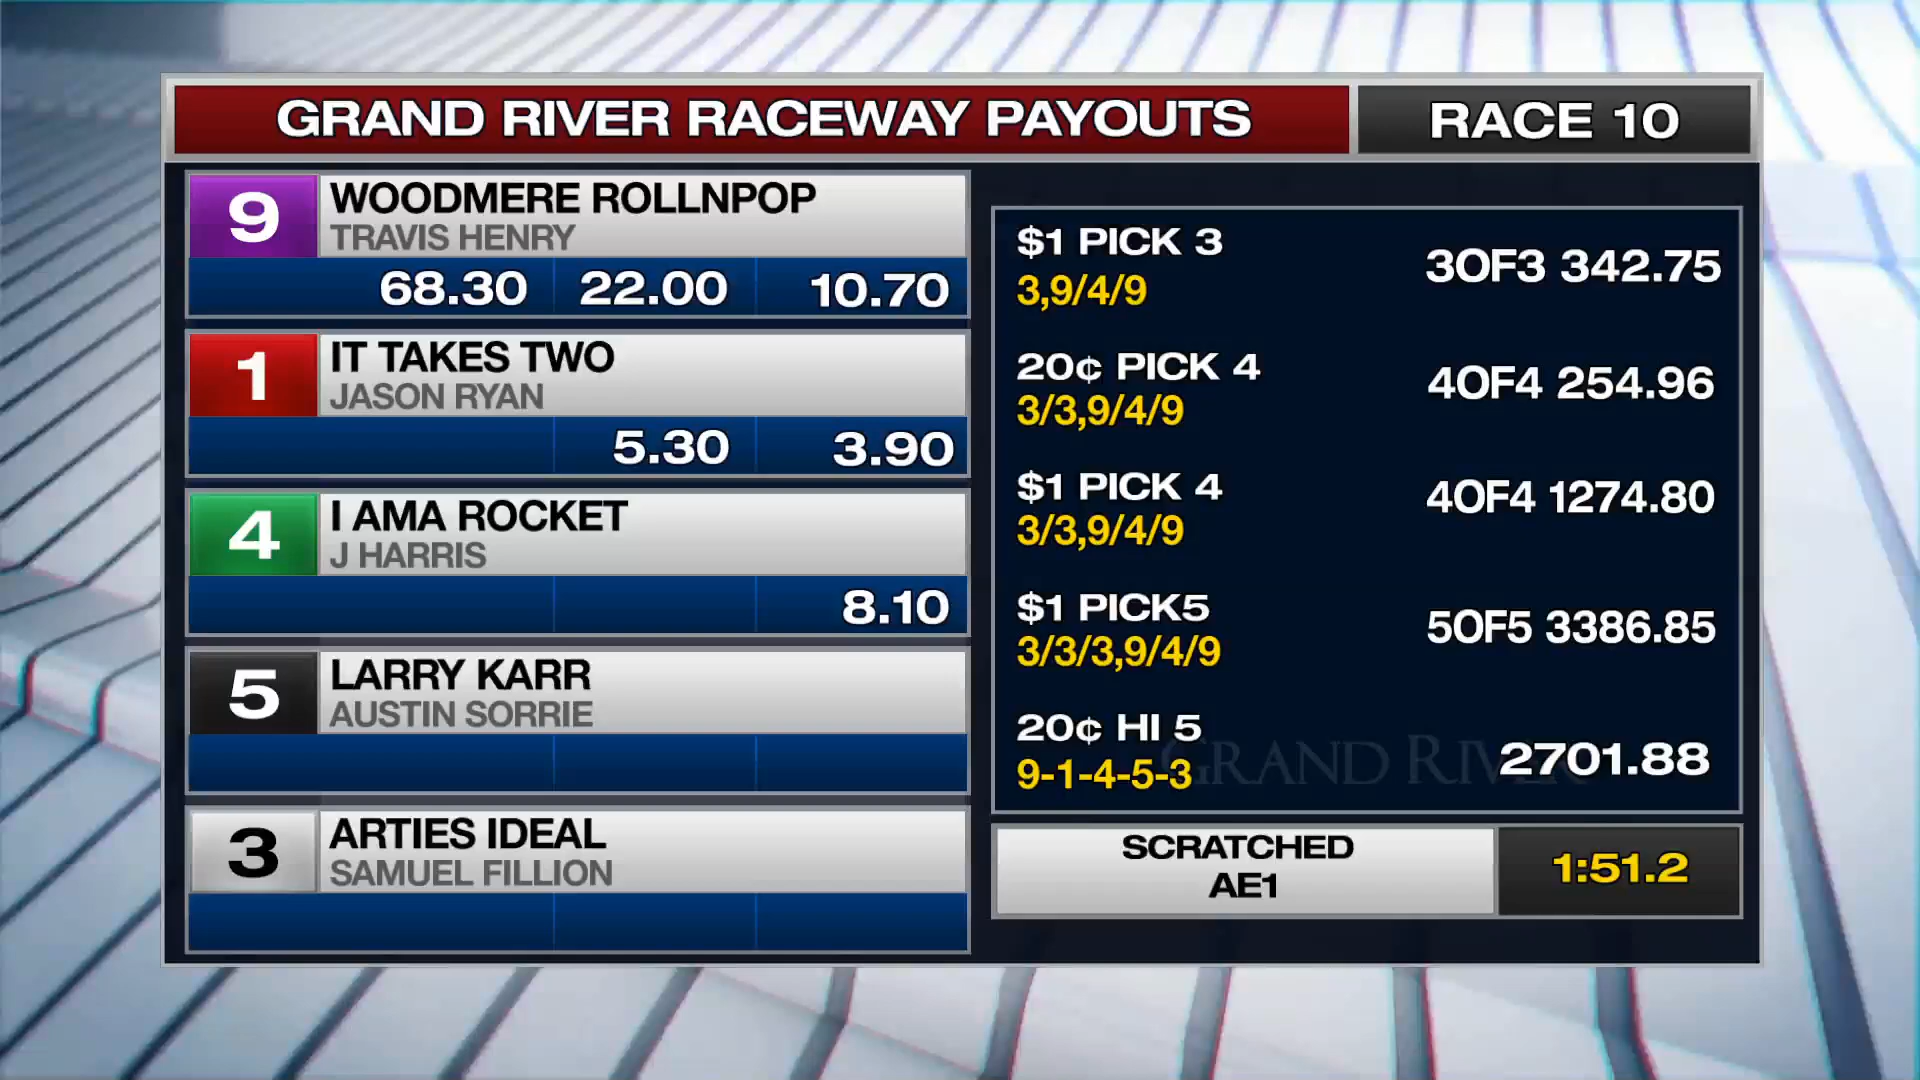 GRAND RIVER RACEWAY PAYOUTS
RACE 10
9
WOODMERE ROLLNPOP
TRAVIS HENRY
68.30 22.00 10.70
1
IT TAKES TWO
JASON RYAN
5.30 3.90
4
I AMA ROCKET
J HARRIS
8.10
5
LARRY KARR
AUSTIN SORRIE
3
ARTIES IDEAL
SAMUEL FILLION
$1 PICK 3
3,9/4/9
3OF3 342.75
20¢ PICK 4
3/3,9/4/9
4OF4 254.96
$1 PICK 4
3/3,9/4/9
4OF4 1274.80
$1 PICK5
3/3/3,9/4/9
5OF5 3386.85
20¢ HI 5
9-1-4-5-3
2701.88
GRAND RIVER
SCRATCHED
AE1
1:51.2